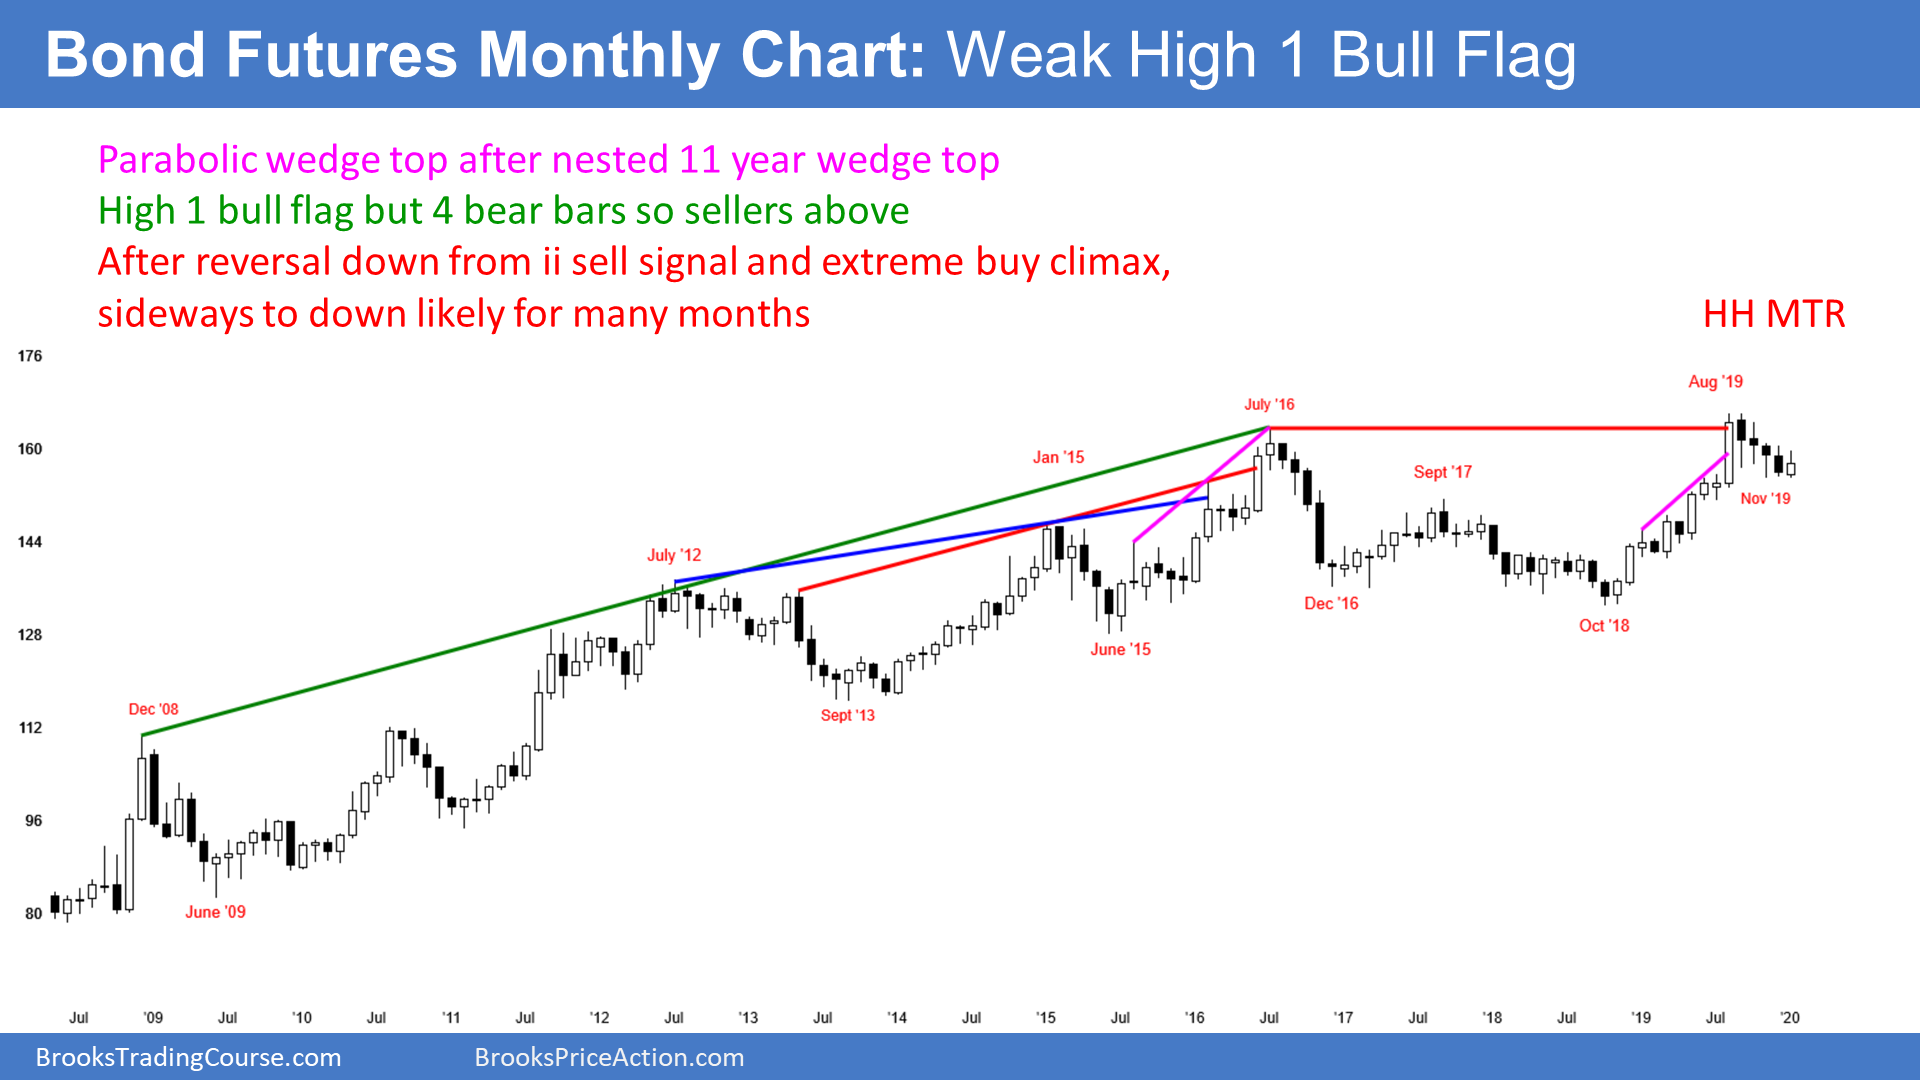 Bond Futures Monthly Chart: Weak High 1 Bull Flag
Parabolic wedge top after nested 11 year wedge top
High 1 bull flag but 4 bear bars so sellers above
After reversal down from ii sell signal and extreme buy climax,
sideways to down likely for many months
HH MTR
176
Aug '19
July '16
160
Jan '15
Sept '17
Nov '19
144
July '12
Dec '16
Oct '18
128
June '15
Dec '08
Sept '13
112
96
80
June '09
Jul '09 Jul '10 Jul '11 Jul '12 Jul '13 Jul '14 Jul '15 Jul '16 Jul '17 Jul '18 Jul '19 Jul '20
BrooksTradingCourse.com BrooksPriceAction.com